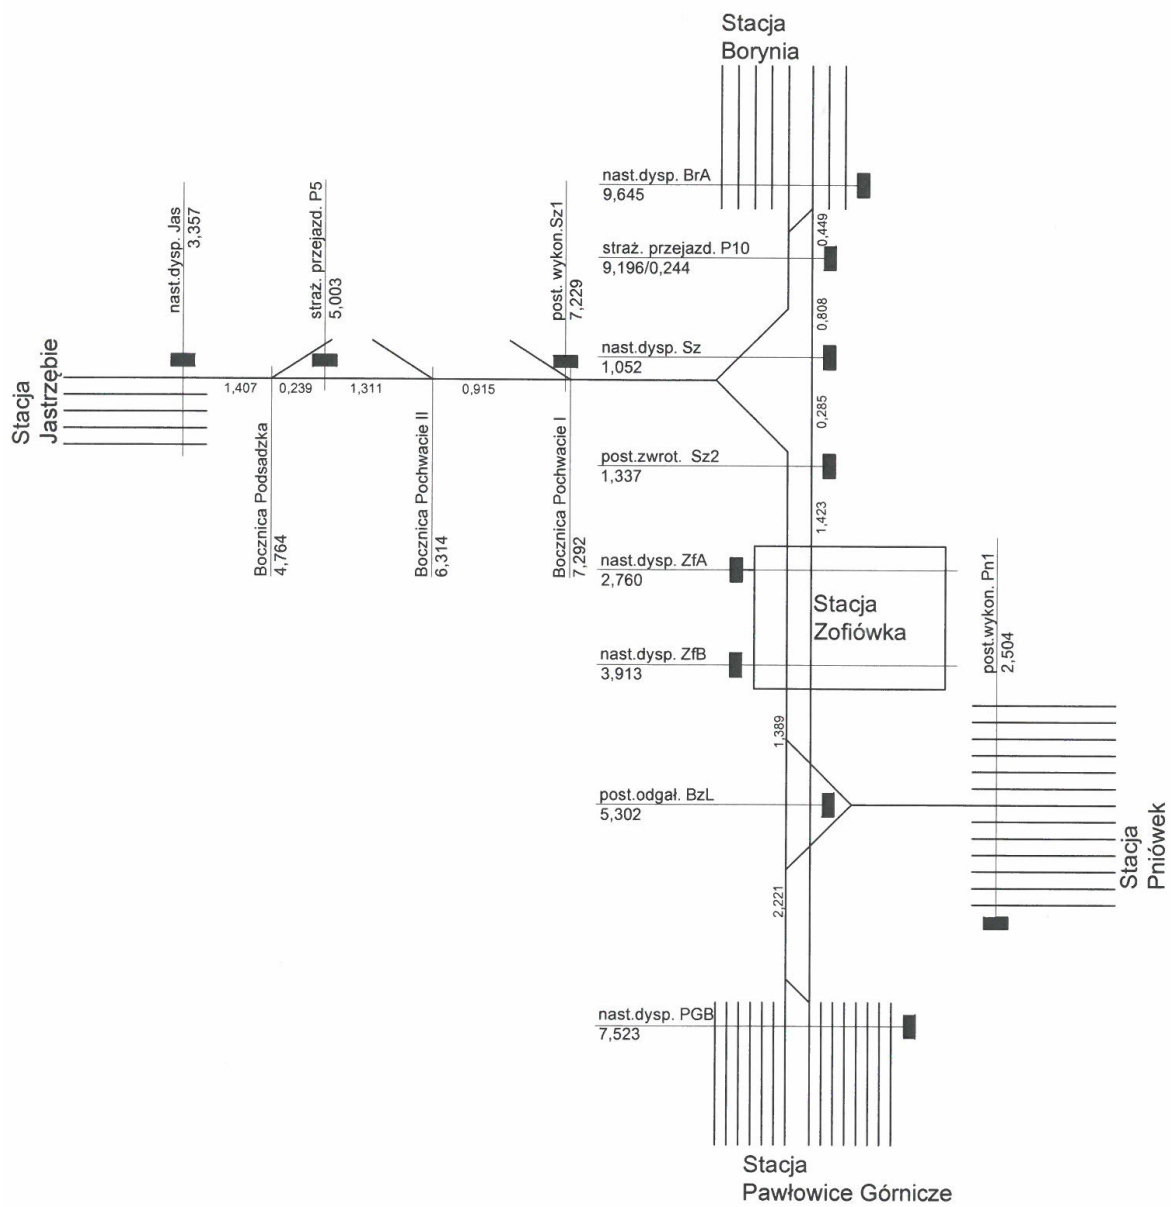 Stacja
Borynia
nast.dysp. BrA
9,645
0,449
straż. przejazd. P10
9,196/0,244
0,808
nast.dysp. Sz
1,052
0,285
post.zwrot. Sz2
1,337
1,423
nast.dysp. Jas
3,357
straż. przejazd. P5
5,003
post. wykon.Sz1
7,229
Stacja
Jastrzębie
1,407
0,239
1,311
0,915
Bocznica Podsadzka
4,764
Bocznica Pochwacie II
6,314
Bocznica Pochwacie I
7,292
nast.dysp. ZfA
2,760
Stacja
Zofiówka
nast.dysp. ZfB
3,913
post.wykon. Pn1
2,504
1,389
post.odgał. BzL
5,302
Stacja
Pniówek
2,221
nast.dysp. PGB
7,523
Stacja
Pawłowice Górnicze